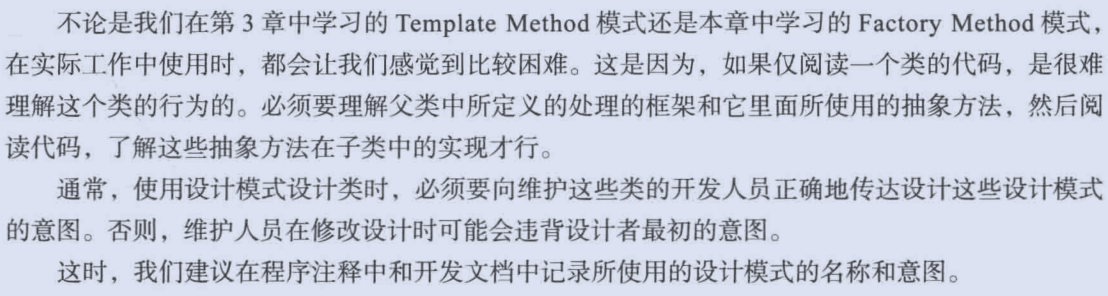 不论是我们在第 3 章中学习的 Template Method 模式还是本章中学习的 Factory Method 模式，
在实际工作中使用时，都会让我们感觉到比较困难。这是因为，如果仅阅读一个类的代码，是很难
理解这个类的行为的。必须要理解父类中所定义的处理的框架和它里面所使用的抽象方法，然后阅
读代码，了解这些抽象方法在子类中的实现才行。
通常，使用设计模式设计类时，必须要向维护这些类的开发人员正确地传达设计这些设计模式
的意图。否则，维护人员在修改设计时可能会违背设计者最初的意图。
这时，我们建议在程序注释中和开发文档中记录所使用的设计模式的名称和意图。